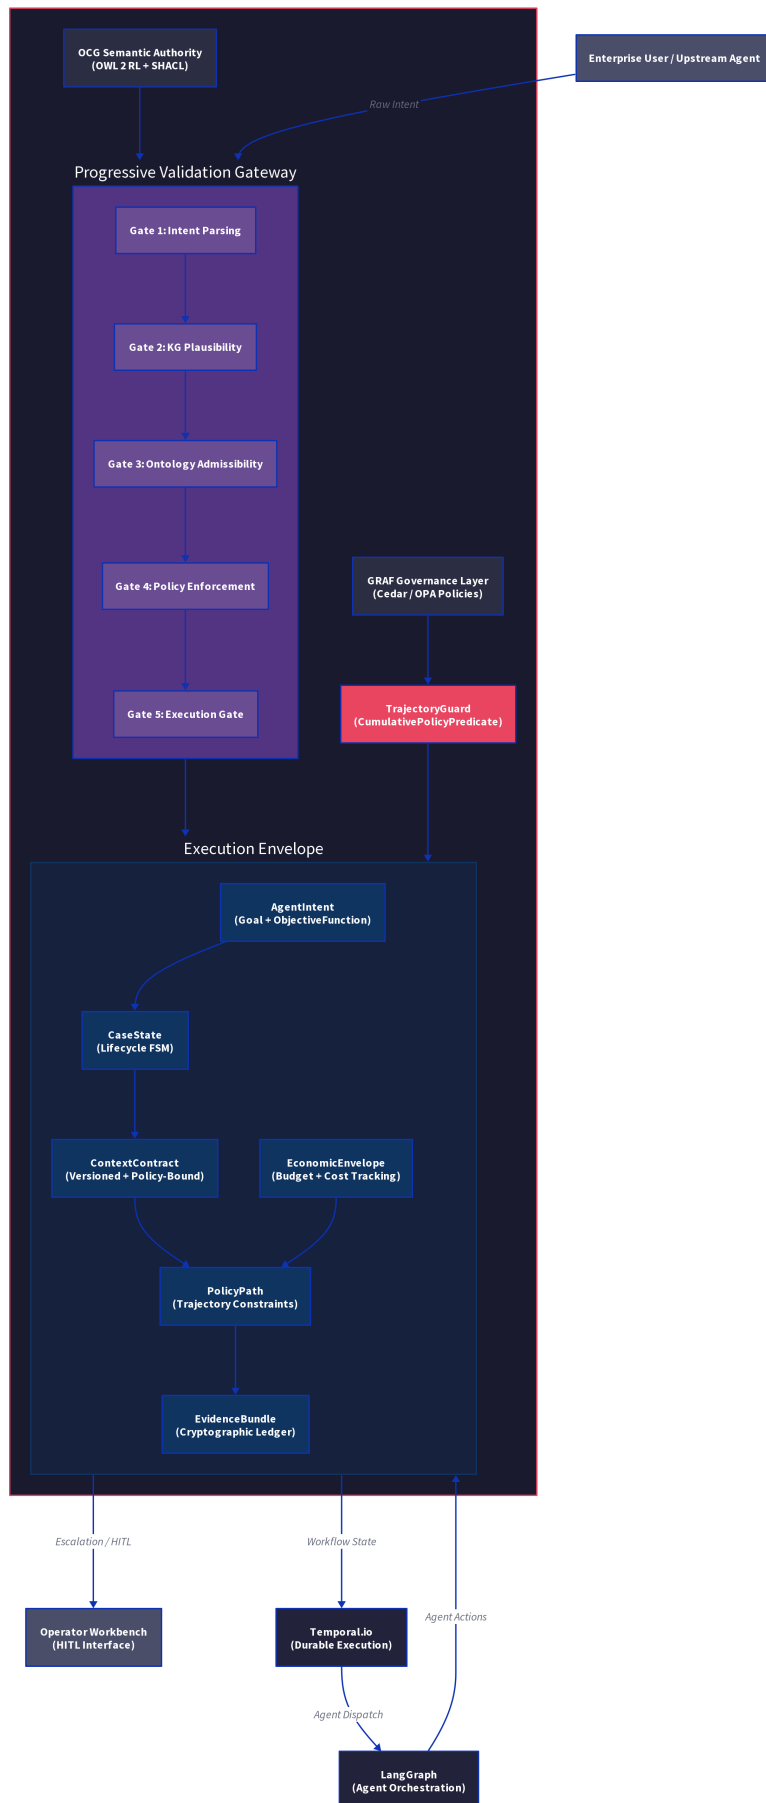 OCG Semantic Authority
(OWL 2 RL + SHACL)
Enterprise User / Upstream Agent
Raw Intent
Progressive Validation Gateway
Gate 1: Intent Parsing
Gate 2: KG Plausibility
Gate 3: Ontology Admissibility
Gate 4: Policy Enforcement
Gate 5: Execution Gate
GRAF Governance Layer
(Cedar / OPA Policies)
TrajectoryGuard
(CumulativePolicyPredicate)
Execution Envelope
AgentIntent
(Goal + ObjectiveFunction)
CaseState
(Lifecycle FSM)
ContextContract
(Versioned + Policy-Bound)
EconomicEnvelope
(Budget + Cost Tracking)
PolicyPath
(Trajectory Constraints)
EvidenceBundle
(Cryptographic Ledger)
Escalation / HITL
Workflow State
Agent Actions
Operator Workbench
(HITL Interface)
Temporal.io
(Durable Execution)
Agent Dispatch
LangGraph
(Agent Orchestration)